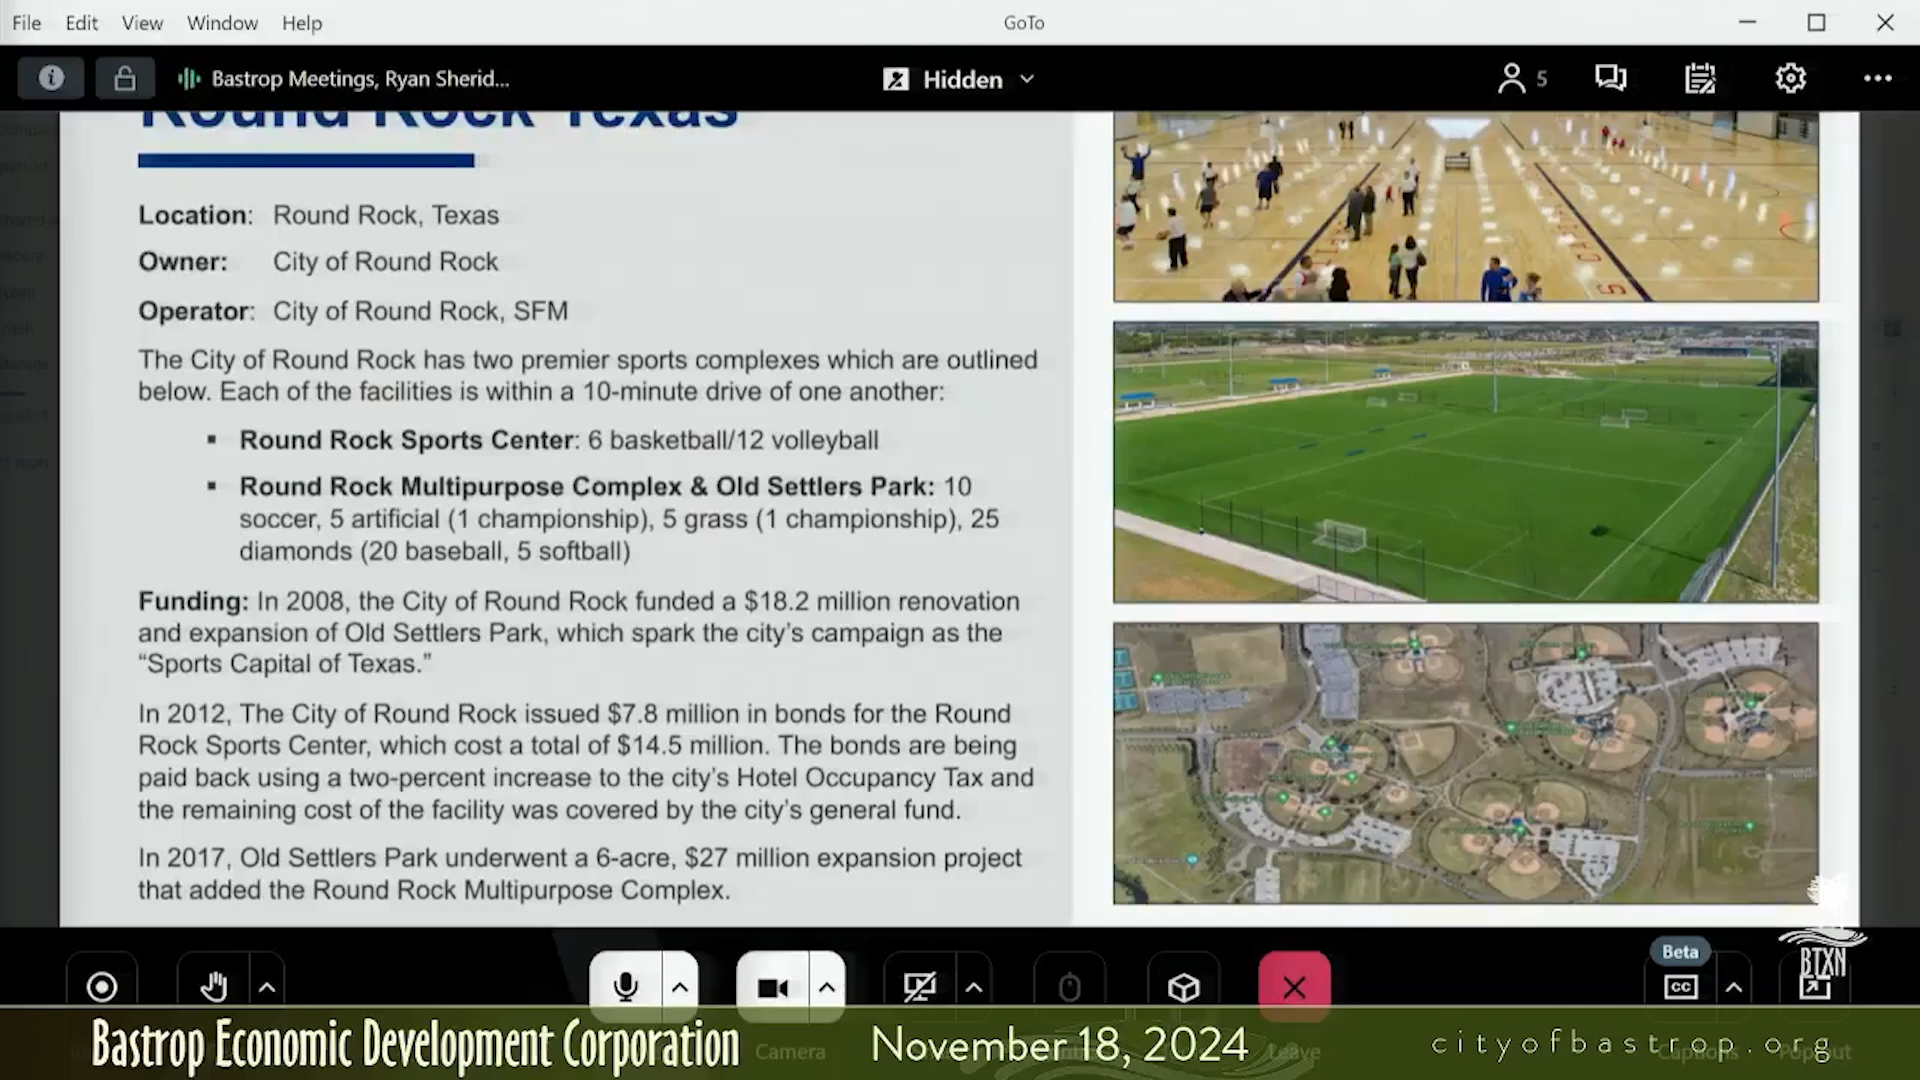 File Edit View Window Help
GoTo
Bastrop Meetings, Ryan Sherid...
Hidden
5
Round Rock Texas
Location: Round Rock, Texas
Owner: City of Round Rock
Operator: City of Round Rock, SFM
The City of Round Rock has two premier sports complexes which are outlined
below. Each of the facilities is within a 10-minute drive of one another:
▪ Round Rock Sports Center: 6 basketball/12 volleyball
▪ Round Rock Multipurpose Complex & Old Settlers Park: 10
soccer, 5 artificial (1 championship), 5 grass (1 championship), 25
diamonds (20 baseball, 5 softball)
Funding: In 2008, the City of Round Rock funded a $18.2 million renovation
and expansion of Old Settlers Park, which spark the city's campaign as the
“Sports Capital of Texas.”
In 2012, The City of Round Rock issued $7.8 million in bonds for the Round
Rock Sports Center, which cost a total of $14.5 million. The bonds are being
paid back using a two-percent increase to the city's Hotel Occupancy Tax and
the remaining cost of the facility was covered by the city's general fund.
In 2017, Old Settlers Park underwent a 6-acre, $27 million expansion project
that added the Round Rock Multipurpose Complex.
Beta
CC
BTXN
Camera
Leave
Captions
Popout
Bastrop Economic Development Corporation
November 18, 2024
cityofbastrop.org